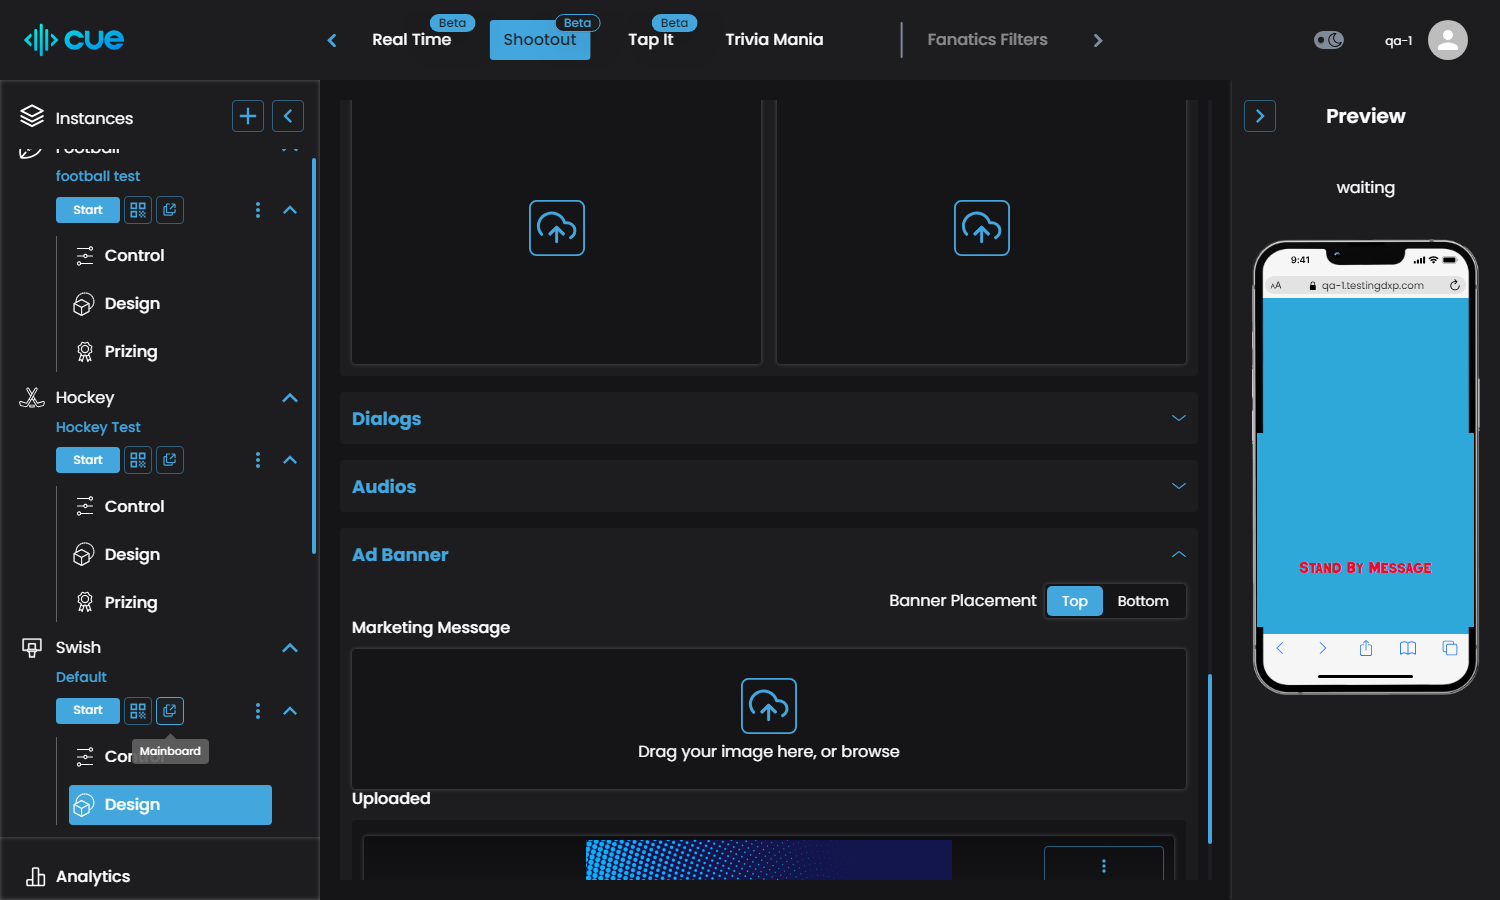 cue
Real Time
Beta
Shootout
Beta
Tap It
Beta
Trivia Mania
Fanatics Filters
qa-1
Instances
Football
football test
Start
Control
Design
Prizing
Hockey
Hockey Test
Start
Control
Design
Prizing
Swish
Default
Start
Mainboard
Control
Design
Analytics
Dialogs
Audios
Ad Banner
Banner Placement
Top
Bottom
Marketing Message
Drag your image here, or browse
Uploaded
Preview
waiting
9:41
AA
qa-1.testingdxp.com
Stand By Message